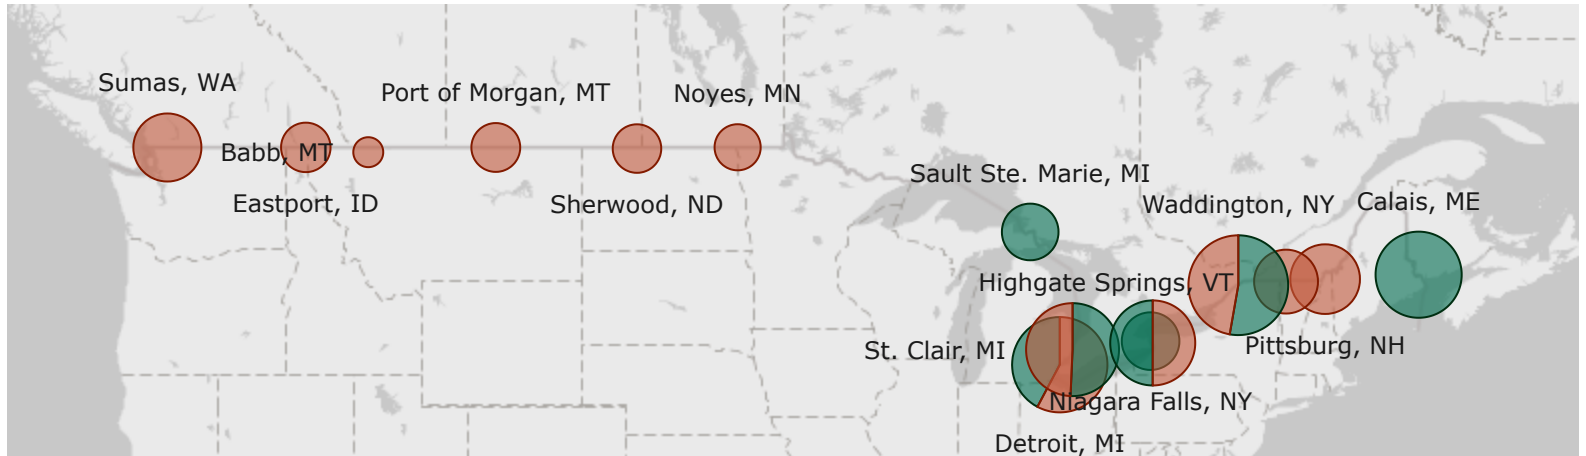 Sumas, WA
Port of Morgan, MT
Noyes, MN
Babb, MT
Eastport, ID
Sherwood, ND
Sault Ste. Marie, MI
Waddington, NY
Calais, ME
Highgate Springs, VT
St. Clair, MI
Pittsburg, NH
Niagara Falls, NY
Detroit, MI